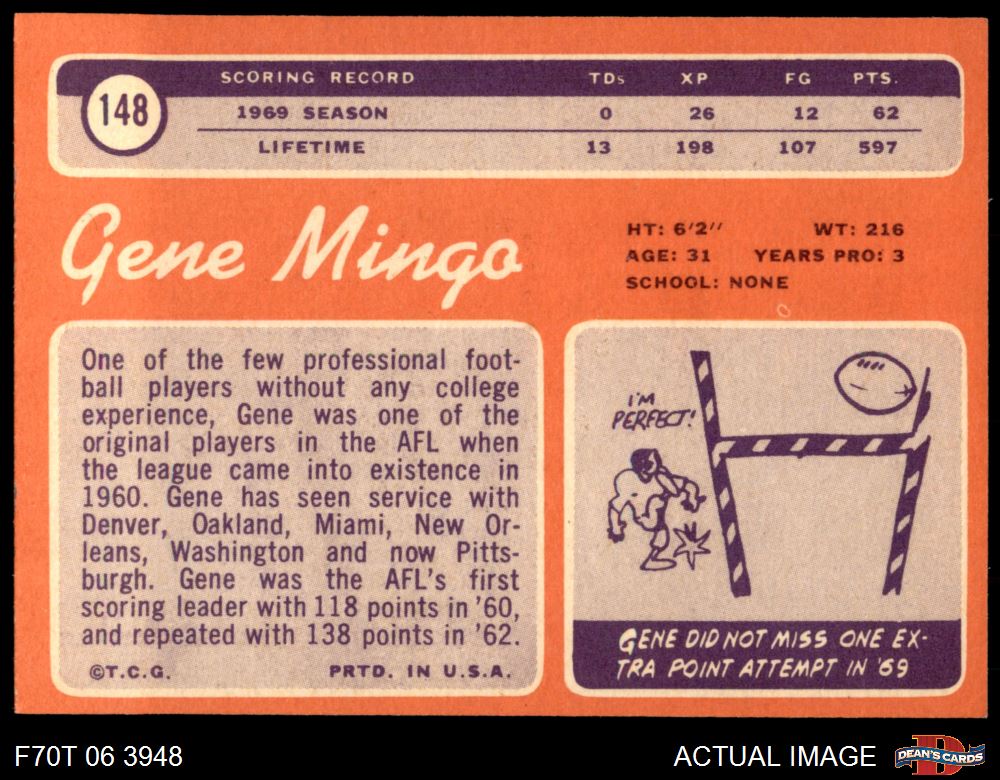 148
SCORING RECORD TDs XP FG PTS.
1969 SEASON 0 26 12 62
LIFETIME 13 198 107 597
Gene Mingo
HT: 6'2" WT: 216
AGE: 31 YEARS PRO: 3
SCHOOL: NONE
One of the few professional foot-
ball players without any college
experience, Gene was one of the
original players in the AFL when
the league came into existence in
1960. Gene has seen service with
Denver, Oakland, Miami, New Or-
leans, Washington and now Pitts-
burgh. Gene was the AFL's first
scoring leader with 118 points in '60,
and repeated with 138 points in '62.
©T.C.G. PRTD. IN U.S.A.
I'M
PERFECT!
GENE DID NOT MISS ONE EX-
TRA POINT ATTEMPT IN '69
F70T 06 3948 ACTUAL IMAGE DEAN'S CARDS